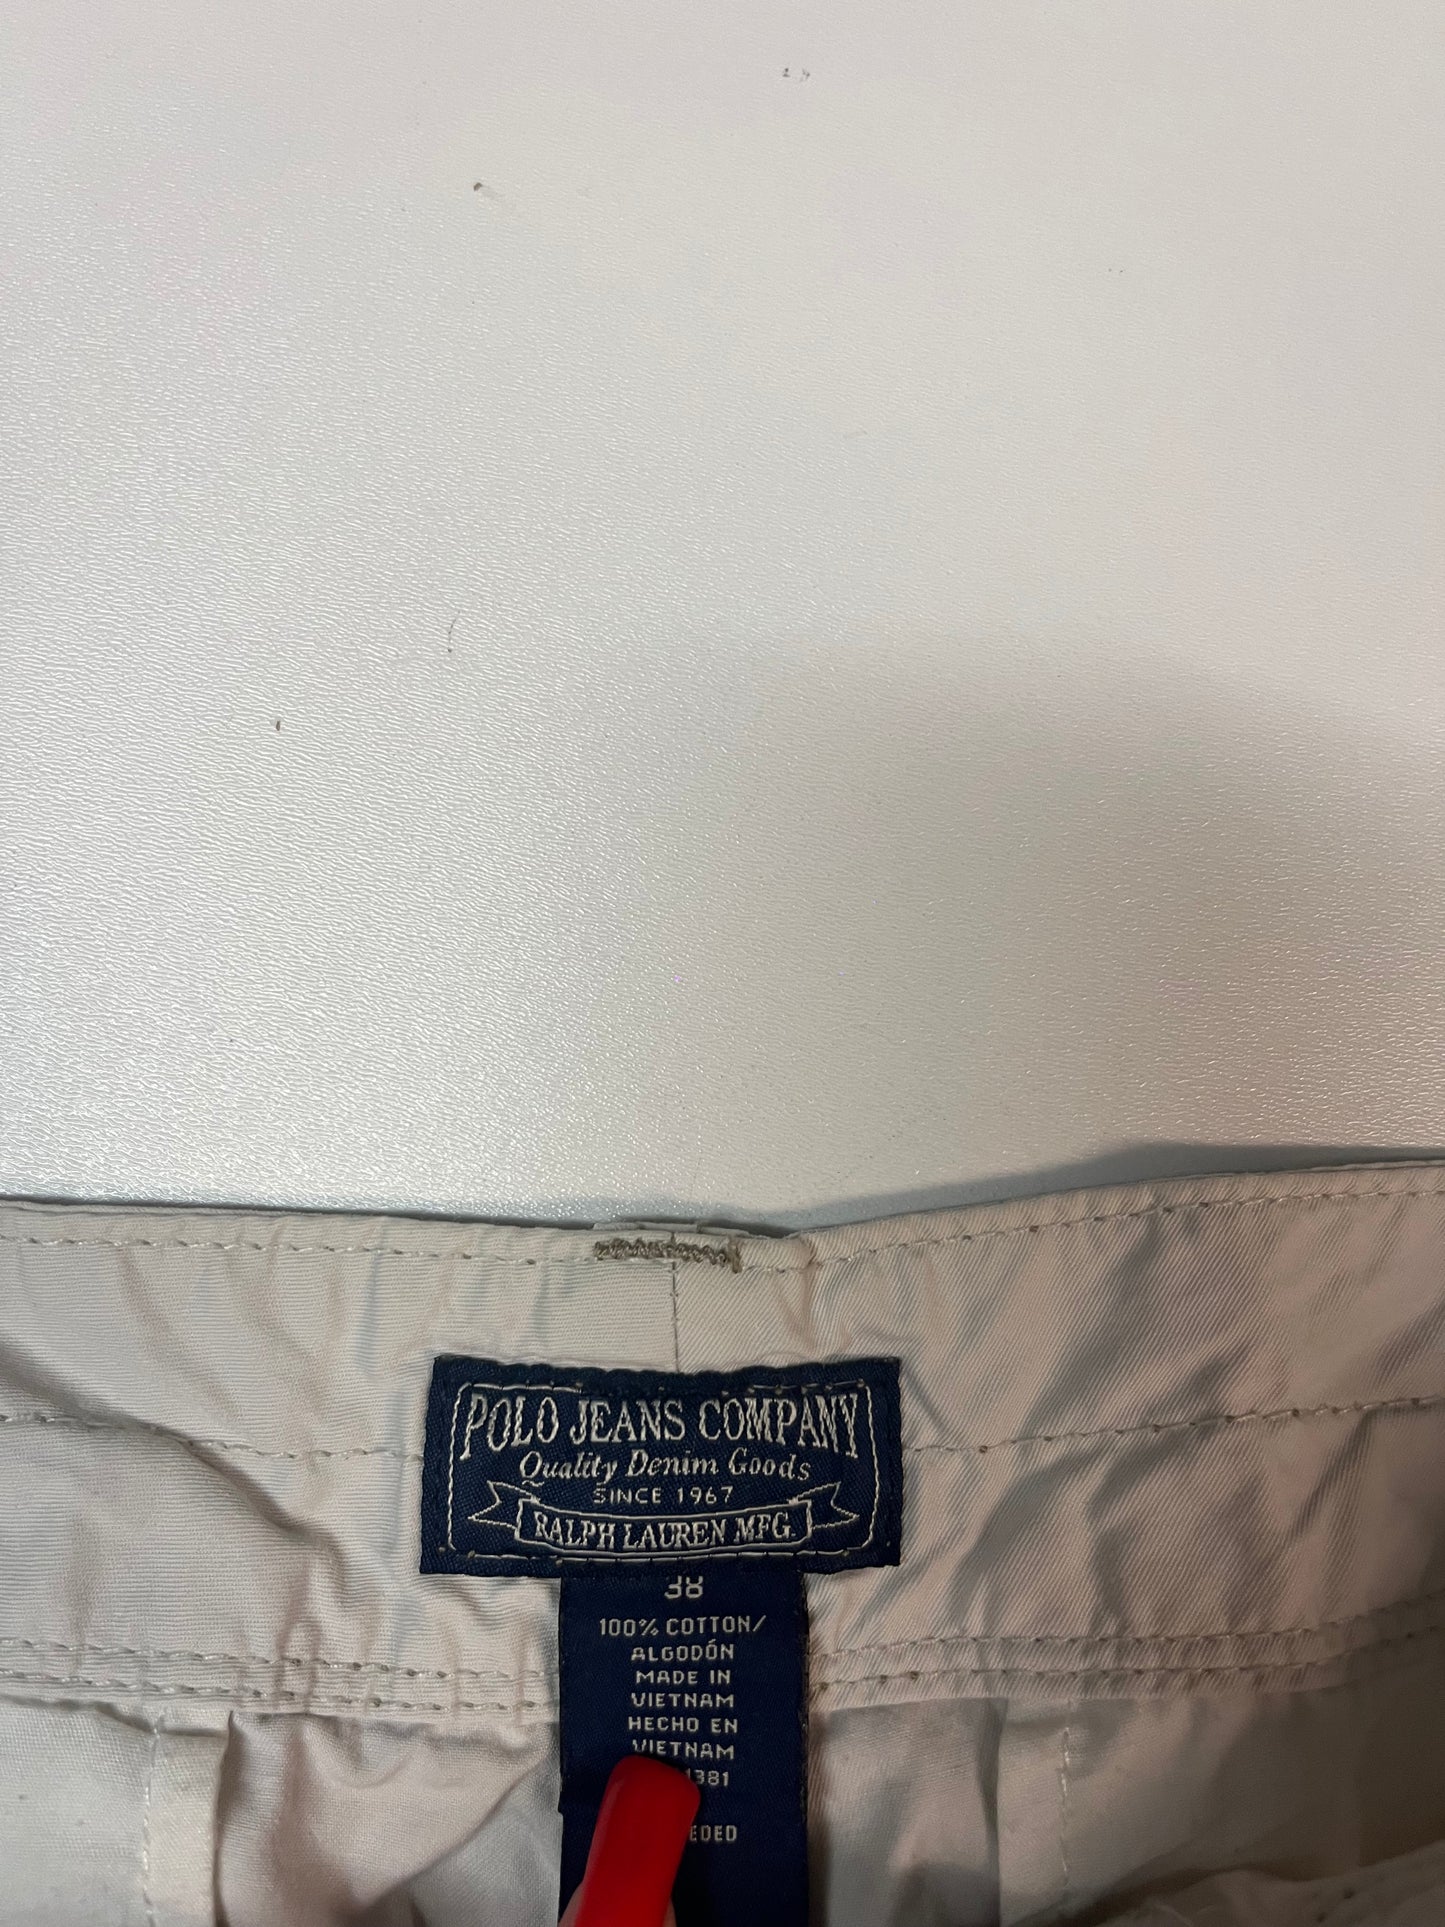 POLO JEANS COMPANY
Quality Denim Goods
SINCE 1967
RALPH LAUREN MFG.
38
100% COTTON/
ALGODÓN
MADE IN
VIETNAM
HECHO EN
VIETNAM
1381